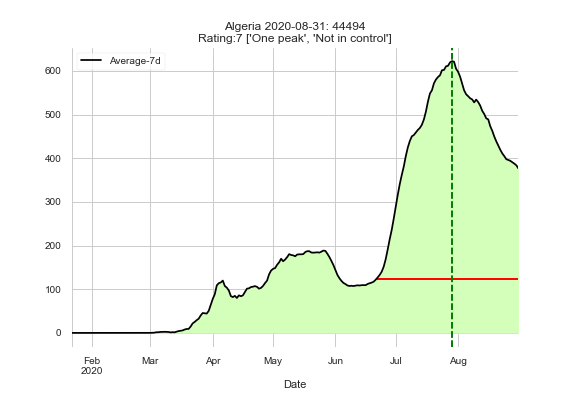 Algeria 2020-08-31: 44494
Rating:7 ['One peak', 'Not in control']
Average-7d
600
500
400
300
200
100
0
Feb
2020
Mar
Apr
May
Jun
Jul
Aug
Date